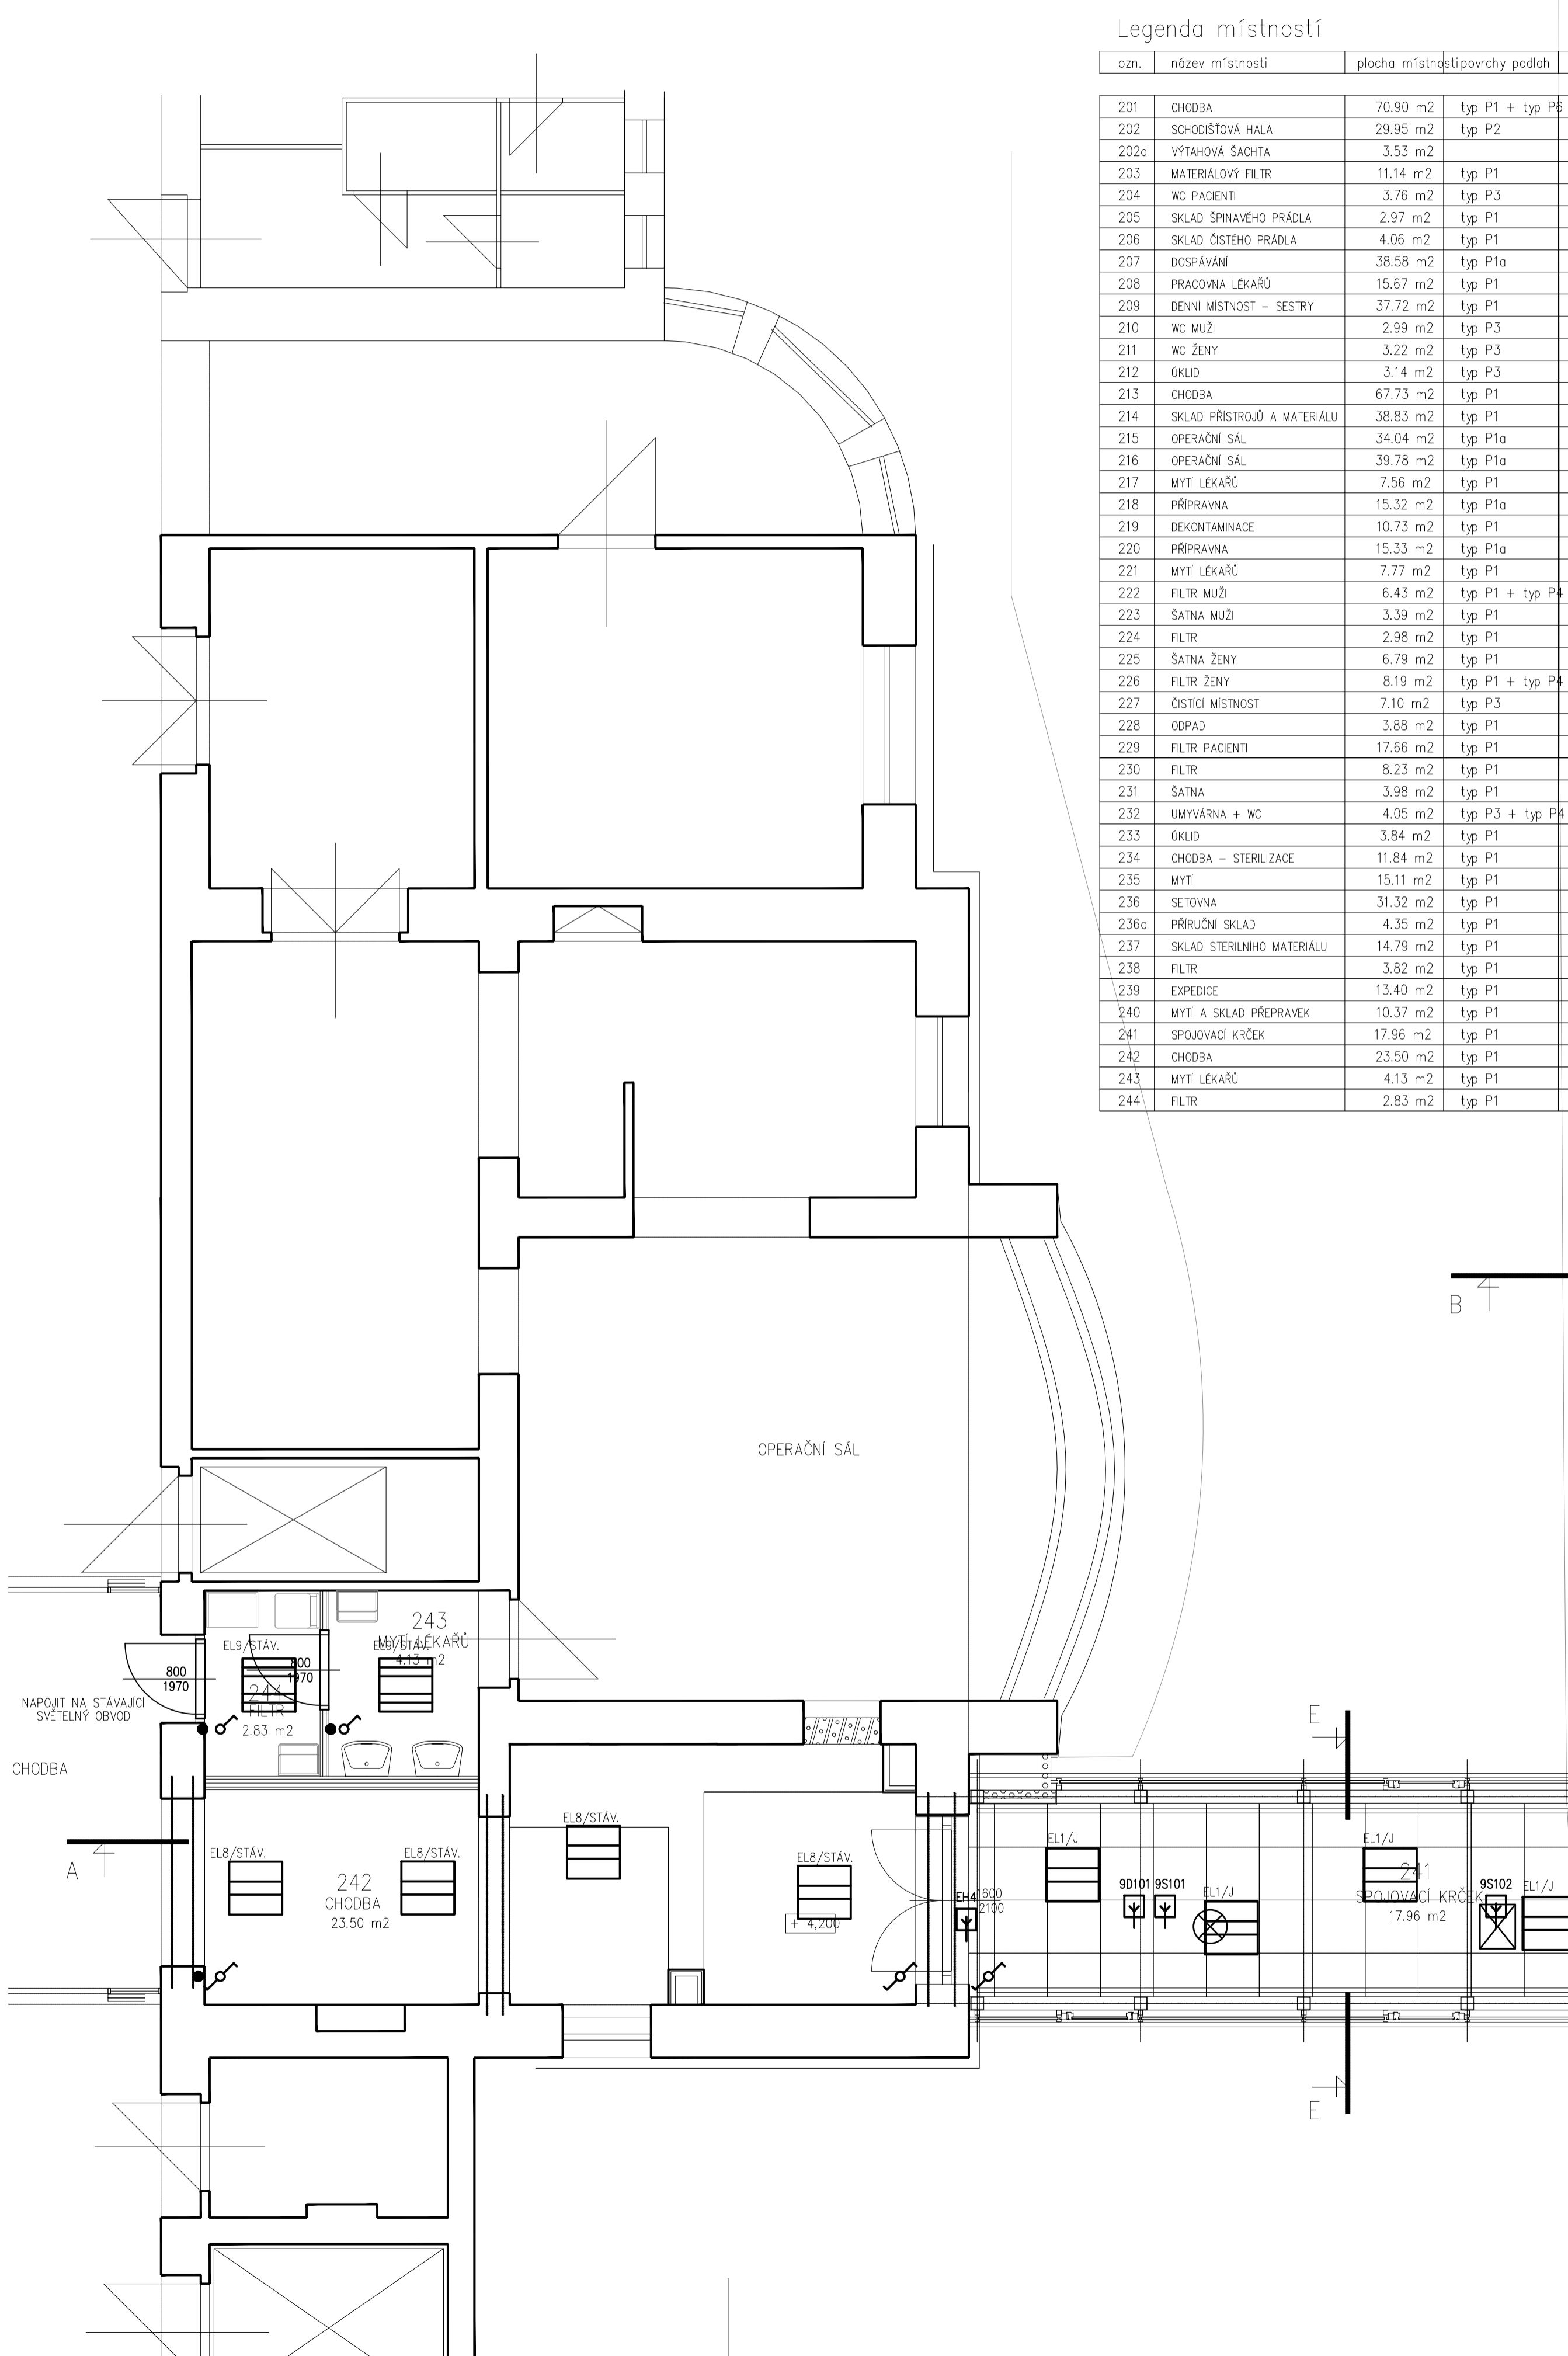 Legenda místností
ozn. název místnosti plocha místnosti povrchy podlah
201 CHODBA 70.90 m2 typ P1 + typ P6
202 SCHODIŠŤOVÁ HALA 29.95 m2 typ P2
202a VÝTAHOVÁ ŠACHTA 3.53 m2
203 MATERIÁLOVÝ FILTR 11.14 m2 typ P1
204 WC PACIENTI 3.76 m2 typ P3
205 SKLAD ŠPINAVÉHO PRÁDLA 2.97 m2 typ P1
206 SKLAD ČISTÉHO PRÁDLA 4.06 m2 typ P1
207 DOSPÁVÁNÍ 38.58 m2 typ P1a
208 PRACOVNA LÉKAŘŮ 15.67 m2 typ P1
209 DENNÍ MÍSTNOST – SESTRY 37.72 m2 typ P1
210 WC MUŽI 2.99 m2 typ P3
211 WC ŽENY 3.22 m2 typ P3
212 ÚKLID 3.14 m2 typ P3
213 CHODBA 67.73 m2 typ P1
214 SKLAD PŘÍSTROJŮ A MATERIÁLU 38.83 m2 typ P1
215 OPERAČNÍ SÁL 34.04 m2 typ P1a
216 OPERAČNÍ SÁL 39.78 m2 typ P1a
217 MYTÍ LÉKAŘŮ 7.56 m2 typ P1
218 PŘÍPRAVNA 15.32 m2 typ P1a
219 DEKONTAMINACE 10.73 m2 typ P1
220 PŘÍPRAVNA 15.33 m2 typ P1a
221 MYTÍ LÉKAŘŮ 7.77 m2 typ P1
222 FILTR MUŽI 6.43 m2 typ P1 + typ P4
223 ŠATNA MUŽI 3.39 m2 typ P1
224 FILTR 2.98 m2 typ P1
225 ŠATNA ŽENY 6.79 m2 typ P1
226 FILTR ŽENY 8.19 m2 typ P1 + typ P4
227 ČISTÍCÍ MÍSTNOST 7.10 m2 typ P3
228 ODPAD 3.88 m2 typ P1
229 FILTR PACIENTI 17.66 m2 typ P1
230 FILTR 8.23 m2 typ P1
231 ŠATNA 3.98 m2 typ P1
232 UMYVÁRNA + WC 4.05 m2 typ P3 + typ P4
233 ÚKLID 3.84 m2 typ P1
234 CHODBA – STERILIZACE 11.84 m2 typ P1
235 MYTÍ 15.11 m2 typ P1
236 SETOVNA 31.32 m2 typ P1
236a PŘÍRUČNÍ SKLAD 4.35 m2 typ P1
237 SKLAD STERILNÍHO MATERIÁLU 14.79 m2 typ P1
238 FILTR 3.82 m2 typ P1
239 EXPEDICE 13.40 m2 typ P1
240 MYTÍ A SKLAD PŘEPRAVEK 10.37 m2 typ P1
241 SPOJOVACÍ KRČEK 17.96 m2 typ P1
242 CHODBA 23.50 m2 typ P1
243 MYTÍ LÉKAŘŮ 4.13 m2 typ P1
244 FILTR 2.83 m2 typ P1
B
OPERAČNÍ SÁL
243
MYTÍ LÉKAŘŮ
4.13 m2
EL9/STÁV.
EL9/STÁV.
800
1970
800
1970
244
FILTR
2.83 m2
NAPOJIT NA STÁVAJÍCÍ
SVĚTELNÝ OBVOD
CHODBA
E
A
EL8/STÁV.
EL8/STÁV.
242
CHODBA
23.50 m2
EL8/STÁV.
EL8/STÁV.
+ 4,200
EH4
1600
2100
EL1/J
9D101
9S101
EL1/J
EL1/J
241
SPOJOVACÍ KRČEK
17.96 m2
9S102
EL1/J
E